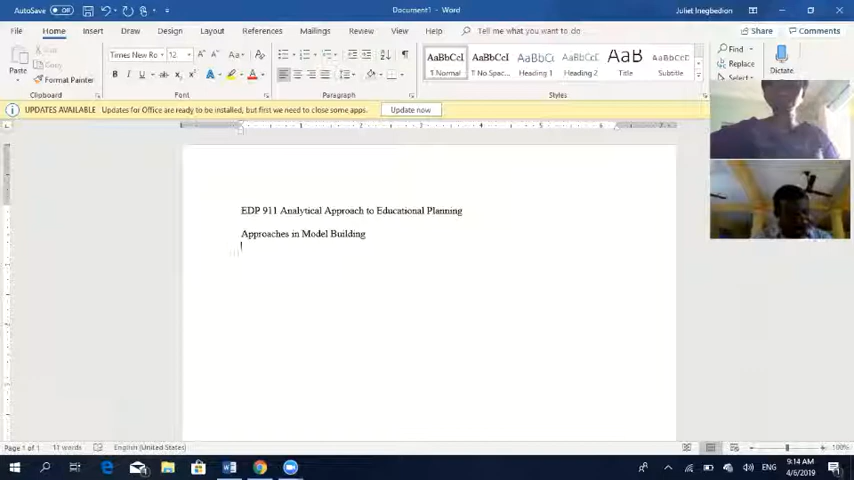 AutoSave Off
Document1 - Word
Juliet Inegbedion
File Home Insert Draw Design Layout References Mailings Review View Help Tell me what you want to do Share Comments
Paste
Cut
Copy
Format Painter
Clipboard
Times New Ro 12
Font
Paragraph
AaBbCcI AaBbCcI AaBbCcI AaBbCcI AaB AaBbCcI
1 Normal 1 No Spac... Heading 1 Heading 2 Title Subtitle
Styles
Find
Replace
Select
Dictate
UPDATES AVAILABLE Updates for Office are ready to be installed, but first we need to close some apps. Update now
EDP 911 Analytical Approach to Educational Planning
Approaches in Model Building
Page 1 of 1 11 words English (United States) 100%
ENG
9:14 AM
4/6/2019